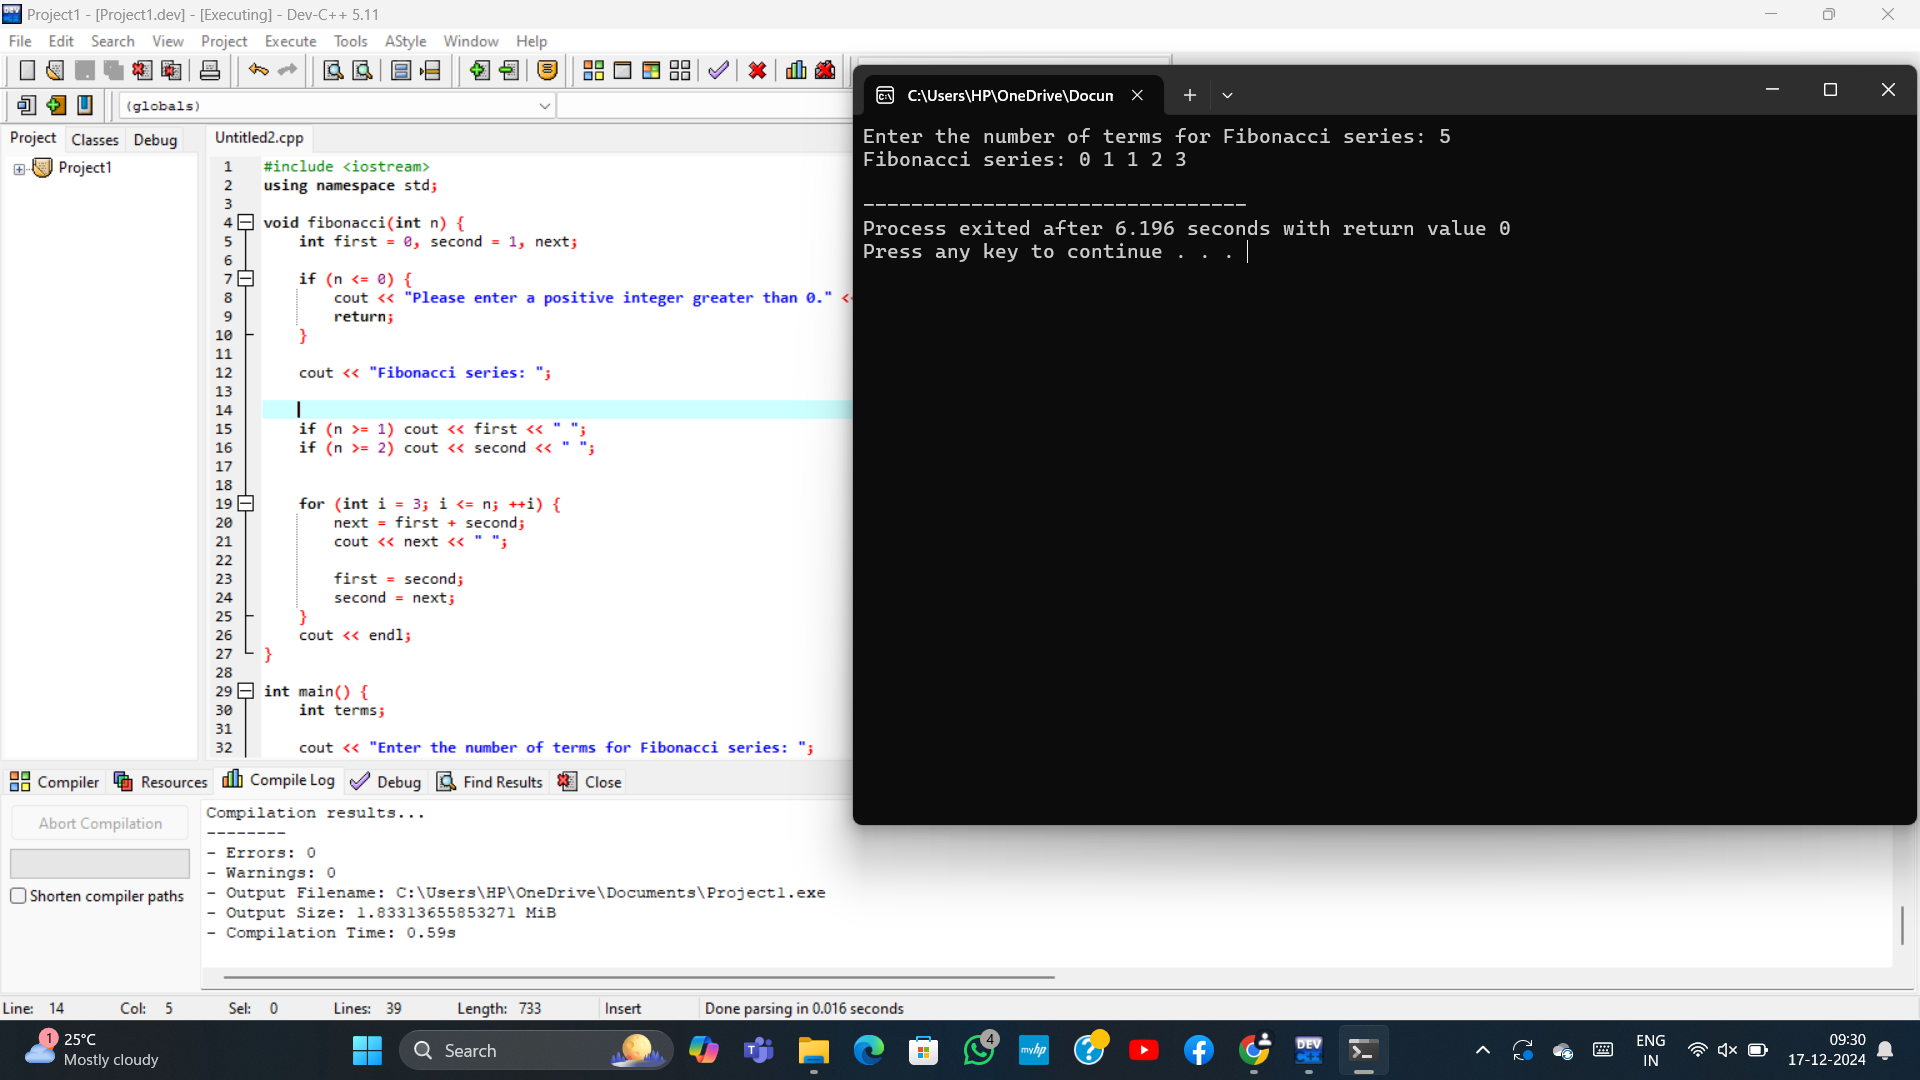 Project1 - [Project1.dev] - [Executing] - Dev-C++ 5.11
File Edit Search View Project Execute Tools AStyle Window Help
(globals)
Project Classes Debug
Project1
Untitled2.cpp
1 #include <iostream>
2 using namespace std;
3
4 void fibonacci(int n) {
5 int first = 0, second = 1, next;
6
7 if (n <= 0) {
8 cout << "Please enter a positive integer greater than 0." <<
9 return;
10 }
11
12 cout << "Fibonacci series: ";
13
14
15 if (n >= 1) cout << first << " ";
16 if (n >= 2) cout << second << " ";
17
18
19 for (int i = 3; i <= n; ++i) {
20 next = first + second;
21 cout << next << " ";
22
23 first = second;
24 second = next;
25 }
26 cout << endl;
27 }
28
29 int main() {
30 int terms;
31
32 cout << "Enter the number of terms for Fibonacci series: ";
C:\Users\HP\OneDrive\Docun
Enter the number of terms for Fibonacci series: 5
Fibonacci series: 0 1 1 2 3
--------------------------------
Process exited after 6.196 seconds with return value 0
Press any key to continue . . .
Compiler Resources Compile Log Debug Find Results Close
Abort Compilation
Shorten compiler paths
Compilation results...
--------
- Errors: 0
- Warnings: 0
- Output Filename: C:\Users\HP\OneDrive\Documents\Project1.exe
- Output Size: 1.83313655853271 MiB
- Compilation Time: 0.59s
Line: 14 Col: 5 Sel: 0 Lines: 39 Length: 733 Insert Done parsing in 0.016 seconds
1
25°C
Mostly cloudy
Search
4
myhp
DEV
ENG
IN
09:30
17-12-2024